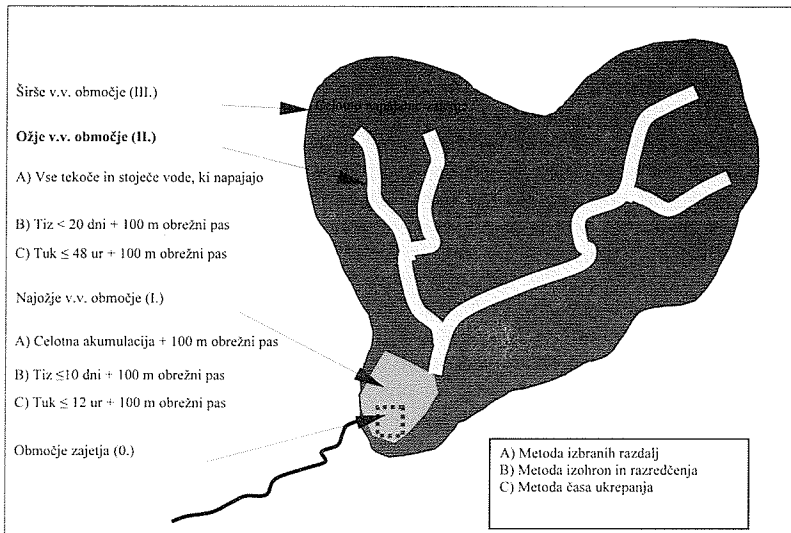 Širše v.v. območje (III.)
Ožje v.v. območje (II.)
A) Vse tekoče in stoječe vode, ki napajajo
B) Tiz < 20 dni + 100 m obrežni pas
C) Tuk ≤ 48 ur + 100 m obrežni pas
Najožje v.v. območje (I.)
A) Celotna akumulacija + 100 m obrežni pas
B) Tiz ≤10 dni + 100 m obrežni pas
C) Tuk ≤ 12 ur + 100 m obrežni pas
Območje zajetja (0.)
A) Metoda izbranih razdalj
B) Metoda izohron in razredčenja
C) Metoda časa ukrepanja